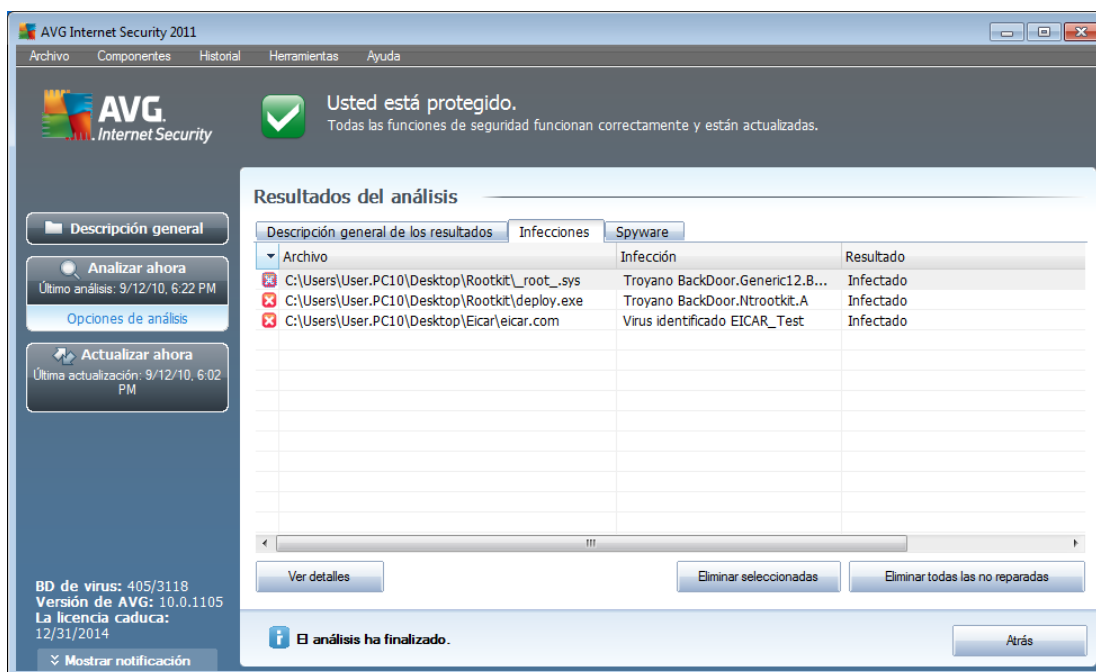 AVG Internet Security 2011
Archivo Componentes Historial Herramientas Ayuda
AVG.
Internet Security
Usted está protegido.
Todas las funciones de seguridad funcionan correctamente y están actualizadas.
Descripción general
Analizar ahora
Último análisis: 9/12/10, 6:22 PM
Opciones de análisis
Actualizar ahora
Última actualización: 9/12/10, 6:02
PM
Resultados del análisis
Descripción general de los resultados Infecciones Spyware
Archivo Infección Resultado
C:\Users\User.PC10\Desktop\Rootkit\_root_.sys Troyano BackDoor.Generic12.B... Infectado
C:\Users\User.PC10\Desktop\Rootkit\deploy.exe Troyano BackDoor.Ntrootkit.A Infectado
C:\Users\User.PC10\Desktop\Eicar\eicar.com Virus identificado EICAR_Test Infectado
Ver detalles Eliminar seleccionadas Eliminar todas las no reparadas
BD de virus: 405/3118
Versión de AVG: 10.0.1105
La licencia caduca:
12/31/2014
Mostrar notificación
El análisis ha finalizado.
Atrás